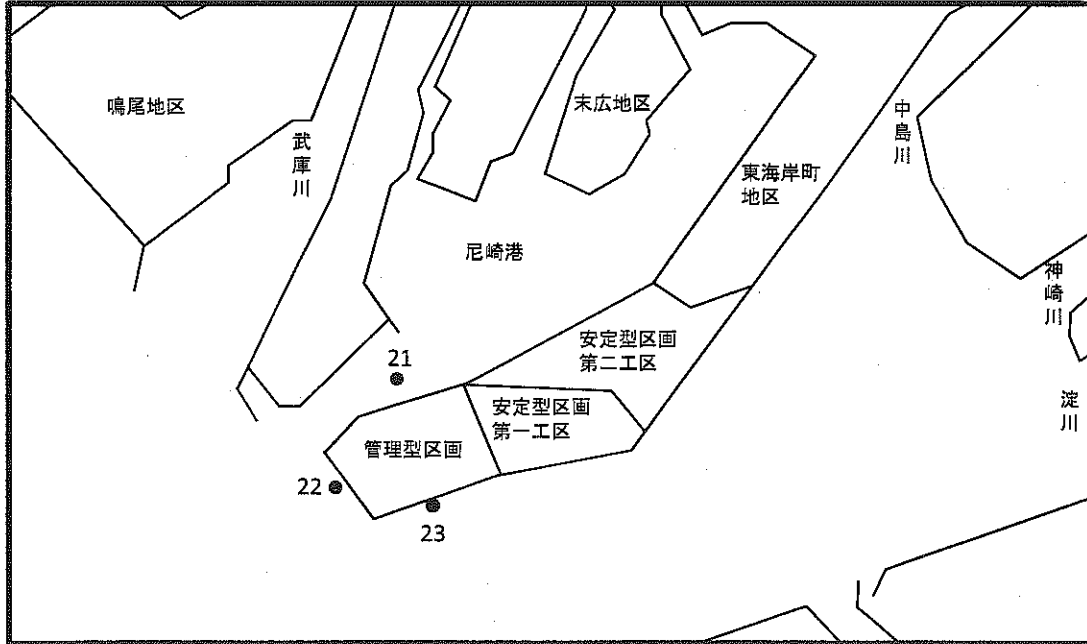 鳴尾地区
武庫川
末広地区
中島川
東海岸町
地区
尼崎港
神崎川
安定型区画
第二工区
21
安定型区画
第一工区
淀川
管理型区画
22
23